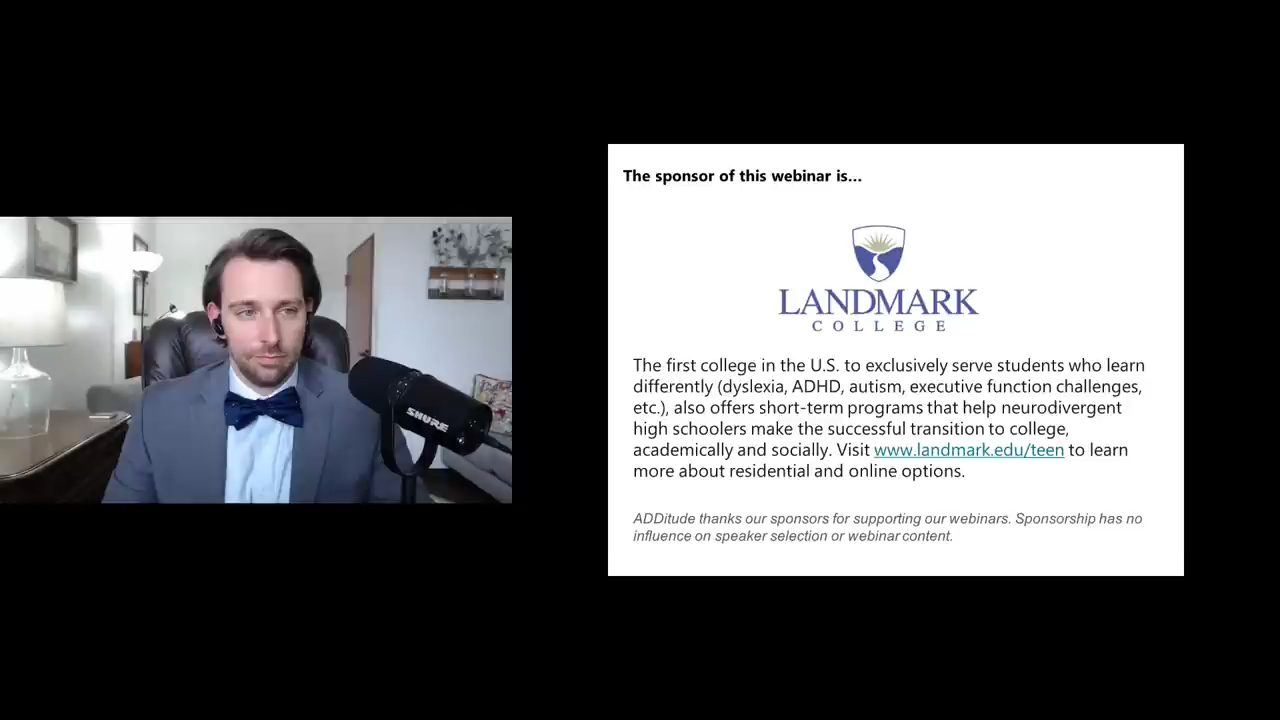 The sponsor of this webinar is...
LANDMARK
COLLEGE
The first college in the U.S. to exclusively serve students who learn
differently (dyslexia, ADHD, autism, executive function challenges,
etc.), also offers short-term programs that help neurodivergent
high schoolers make the successful transition to college,
academically and socially. Visit www.landmark.edu/teen to learn
more about residential and online options.
ADDitude thanks our sponsors for supporting our webinars. Sponsorship has no
influence on speaker selection or webinar content.
SHURE